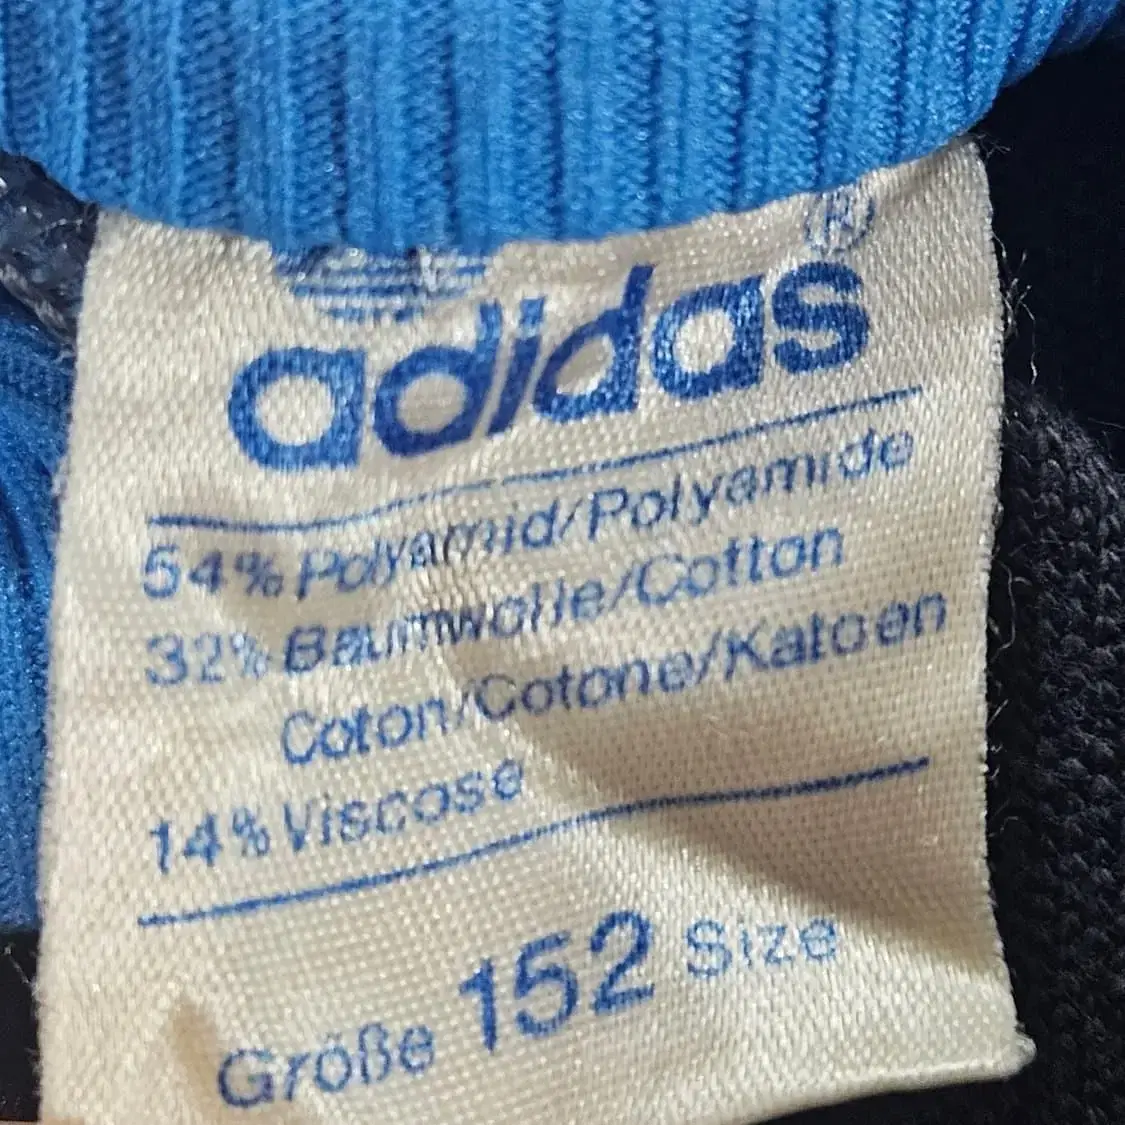 ®
adidas
54% Polyamid/Polyamide
32% Baumwolle/Cotton
Coton/Cotone/Katoen
14% Viscose
Größe 152 Size